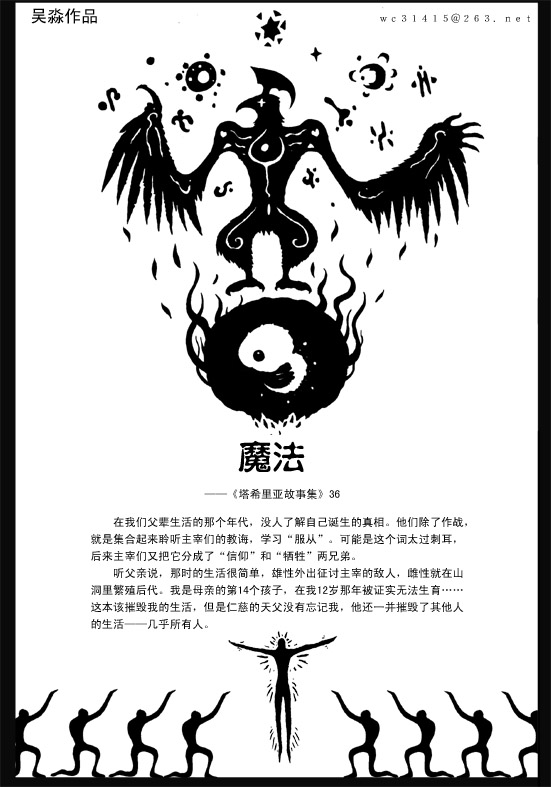 吴淼作品
wc31415@263.net
魔法
——《塔希里亚故事集》36
在我们父辈生活的那个年代，没人了解自己诞生的真相。他们除了作战，
就是集合起来聆听主宰们的教诲，学习“服从”。可能是这个词太过刺耳，
后来主宰们又把它分成了“信仰”和“牺牲”两兄弟。
听父亲说，那时的生活很简单，雄性外出征讨主宰的敌人，雌性就在山
洞里繁殖后代。我是母亲的第14个孩子，在我12岁那年被证实无法生育……
这本该摧毁我的生活，但是仁慈的天父没有忘记我，他还一并摧毁了其他人
的生活——几乎所有人。